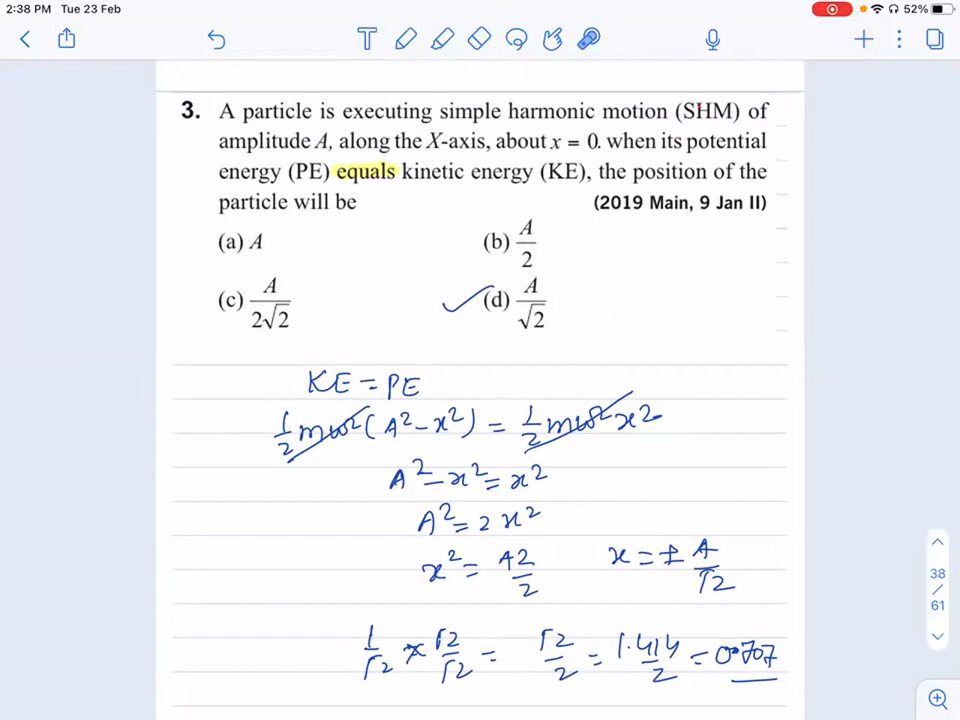 2:38 PM Tue 23 Feb 52%
3. A particle is executing simple harmonic motion (SHM) of
amplitude A, along the X-axis, about x = 0. when its potential
energy (PE) equals kinetic energy (KE), the position of the
particle will be (2019 Main, 9 Jan II)
(a) A (b) A/2
(c) A/2√2 (d) A/√2
KE = PE
1/2 mω²(A² – x²) = 1/2 mω² x²
A² – x² = x²
A² = 2x²
x² = A²/2 x = ± A/√2
1/√2 × √2/√2 = √2/2 = 1.414/2 = 0.707
38
/
61